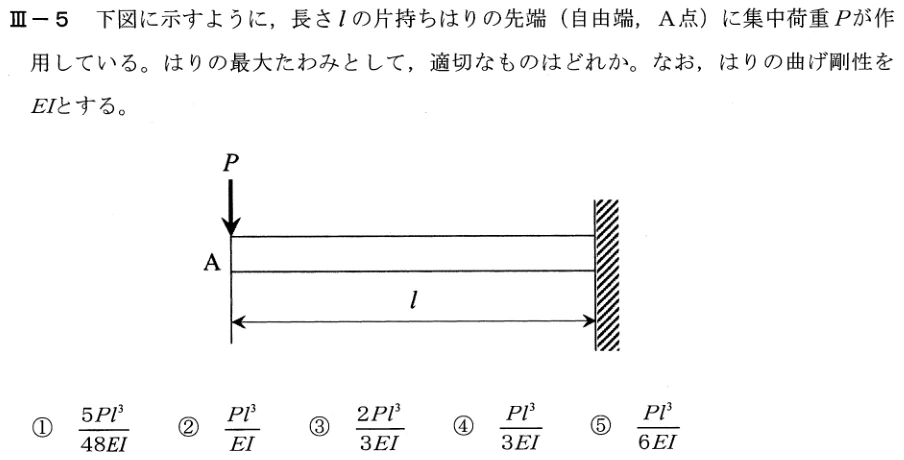 Ⅲ−5　下図に示すように，長さlの片持ちはりの先端（自由端，A点）に集中荷重Pが作
用している。はりの最大たわみとして，適切なものはどれか。なお，はりの曲げ剛性を
EIとする。
P
A
l
① 5Pl³/48EI ② Pl³/EI ③ 2Pl³/3EI ④ Pl³/3EI ⑤ Pl³/6EI